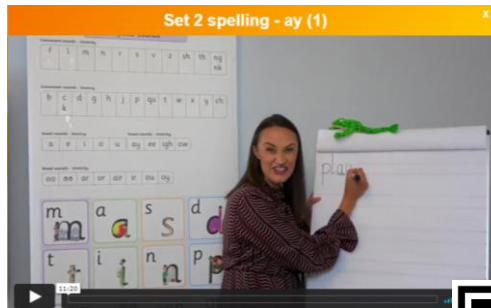 Set 2 spelling - ay (1)
x
f l m n r s v z sh th ng
nk
b c d g h j p qu t w x y ch
k
a e i o u ay ee igh ow
oo oo ar or air ir ou oy
m a s d
t i n p
11:20